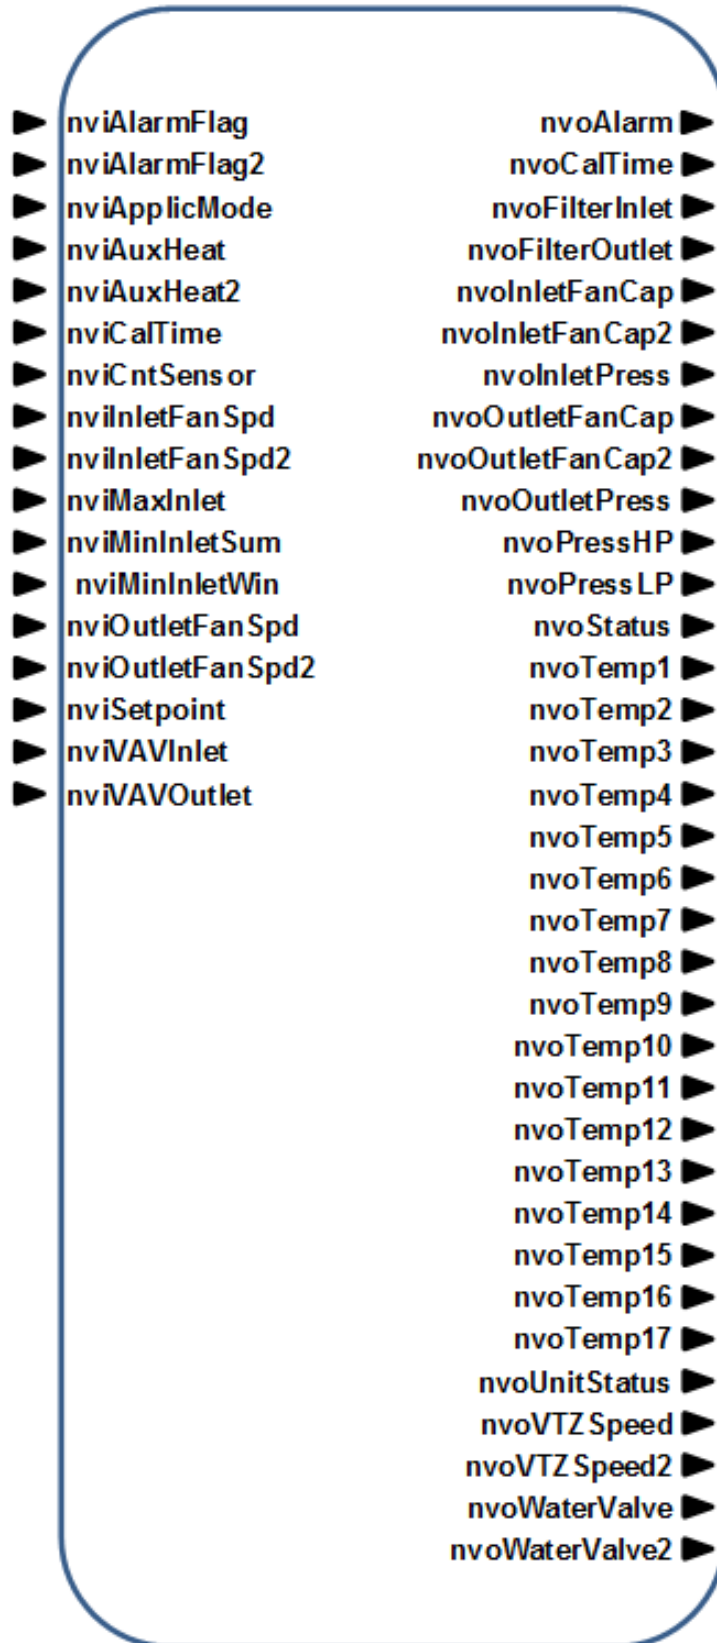 nviAlarmFlag
nviAlarmFlag2
nviApplicMode
nviAuxHeat
nviAuxHeat2
nviCalTime
nviCntSensor
nviInletFanSpd
nviInletFanSpd2
nviMaxInlet
nviMinInletSum
nviMinInletWin
nviOutletFanSpd
nviOutletFanSpd2
nviSetpoint
nviVAVInlet
nviVAVOutlet
nvoAlarm
nvoCalTime
nvoFilterInlet
nvoFilterOutlet
nvoInletFanCap
nvoInletFanCap2
nvoInletPress
nvoOutletFanCap
nvoOutletFanCap2
nvoOutletPress
nvoPressHP
nvoPressLP
nvoStatus
nvoTemp1
nvoTemp2
nvoTemp3
nvoTemp4
nvoTemp5
nvoTemp6
nvoTemp7
nvoTemp8
nvoTemp9
nvoTemp10
nvoTemp11
nvoTemp12
nvoTemp13
nvoTemp14
nvoTemp15
nvoTemp16
nvoTemp17
nvoUnitStatus
nvoVTZSpeed
nvoVTZSpeed2
nvoWaterValve
nvoWaterValve2